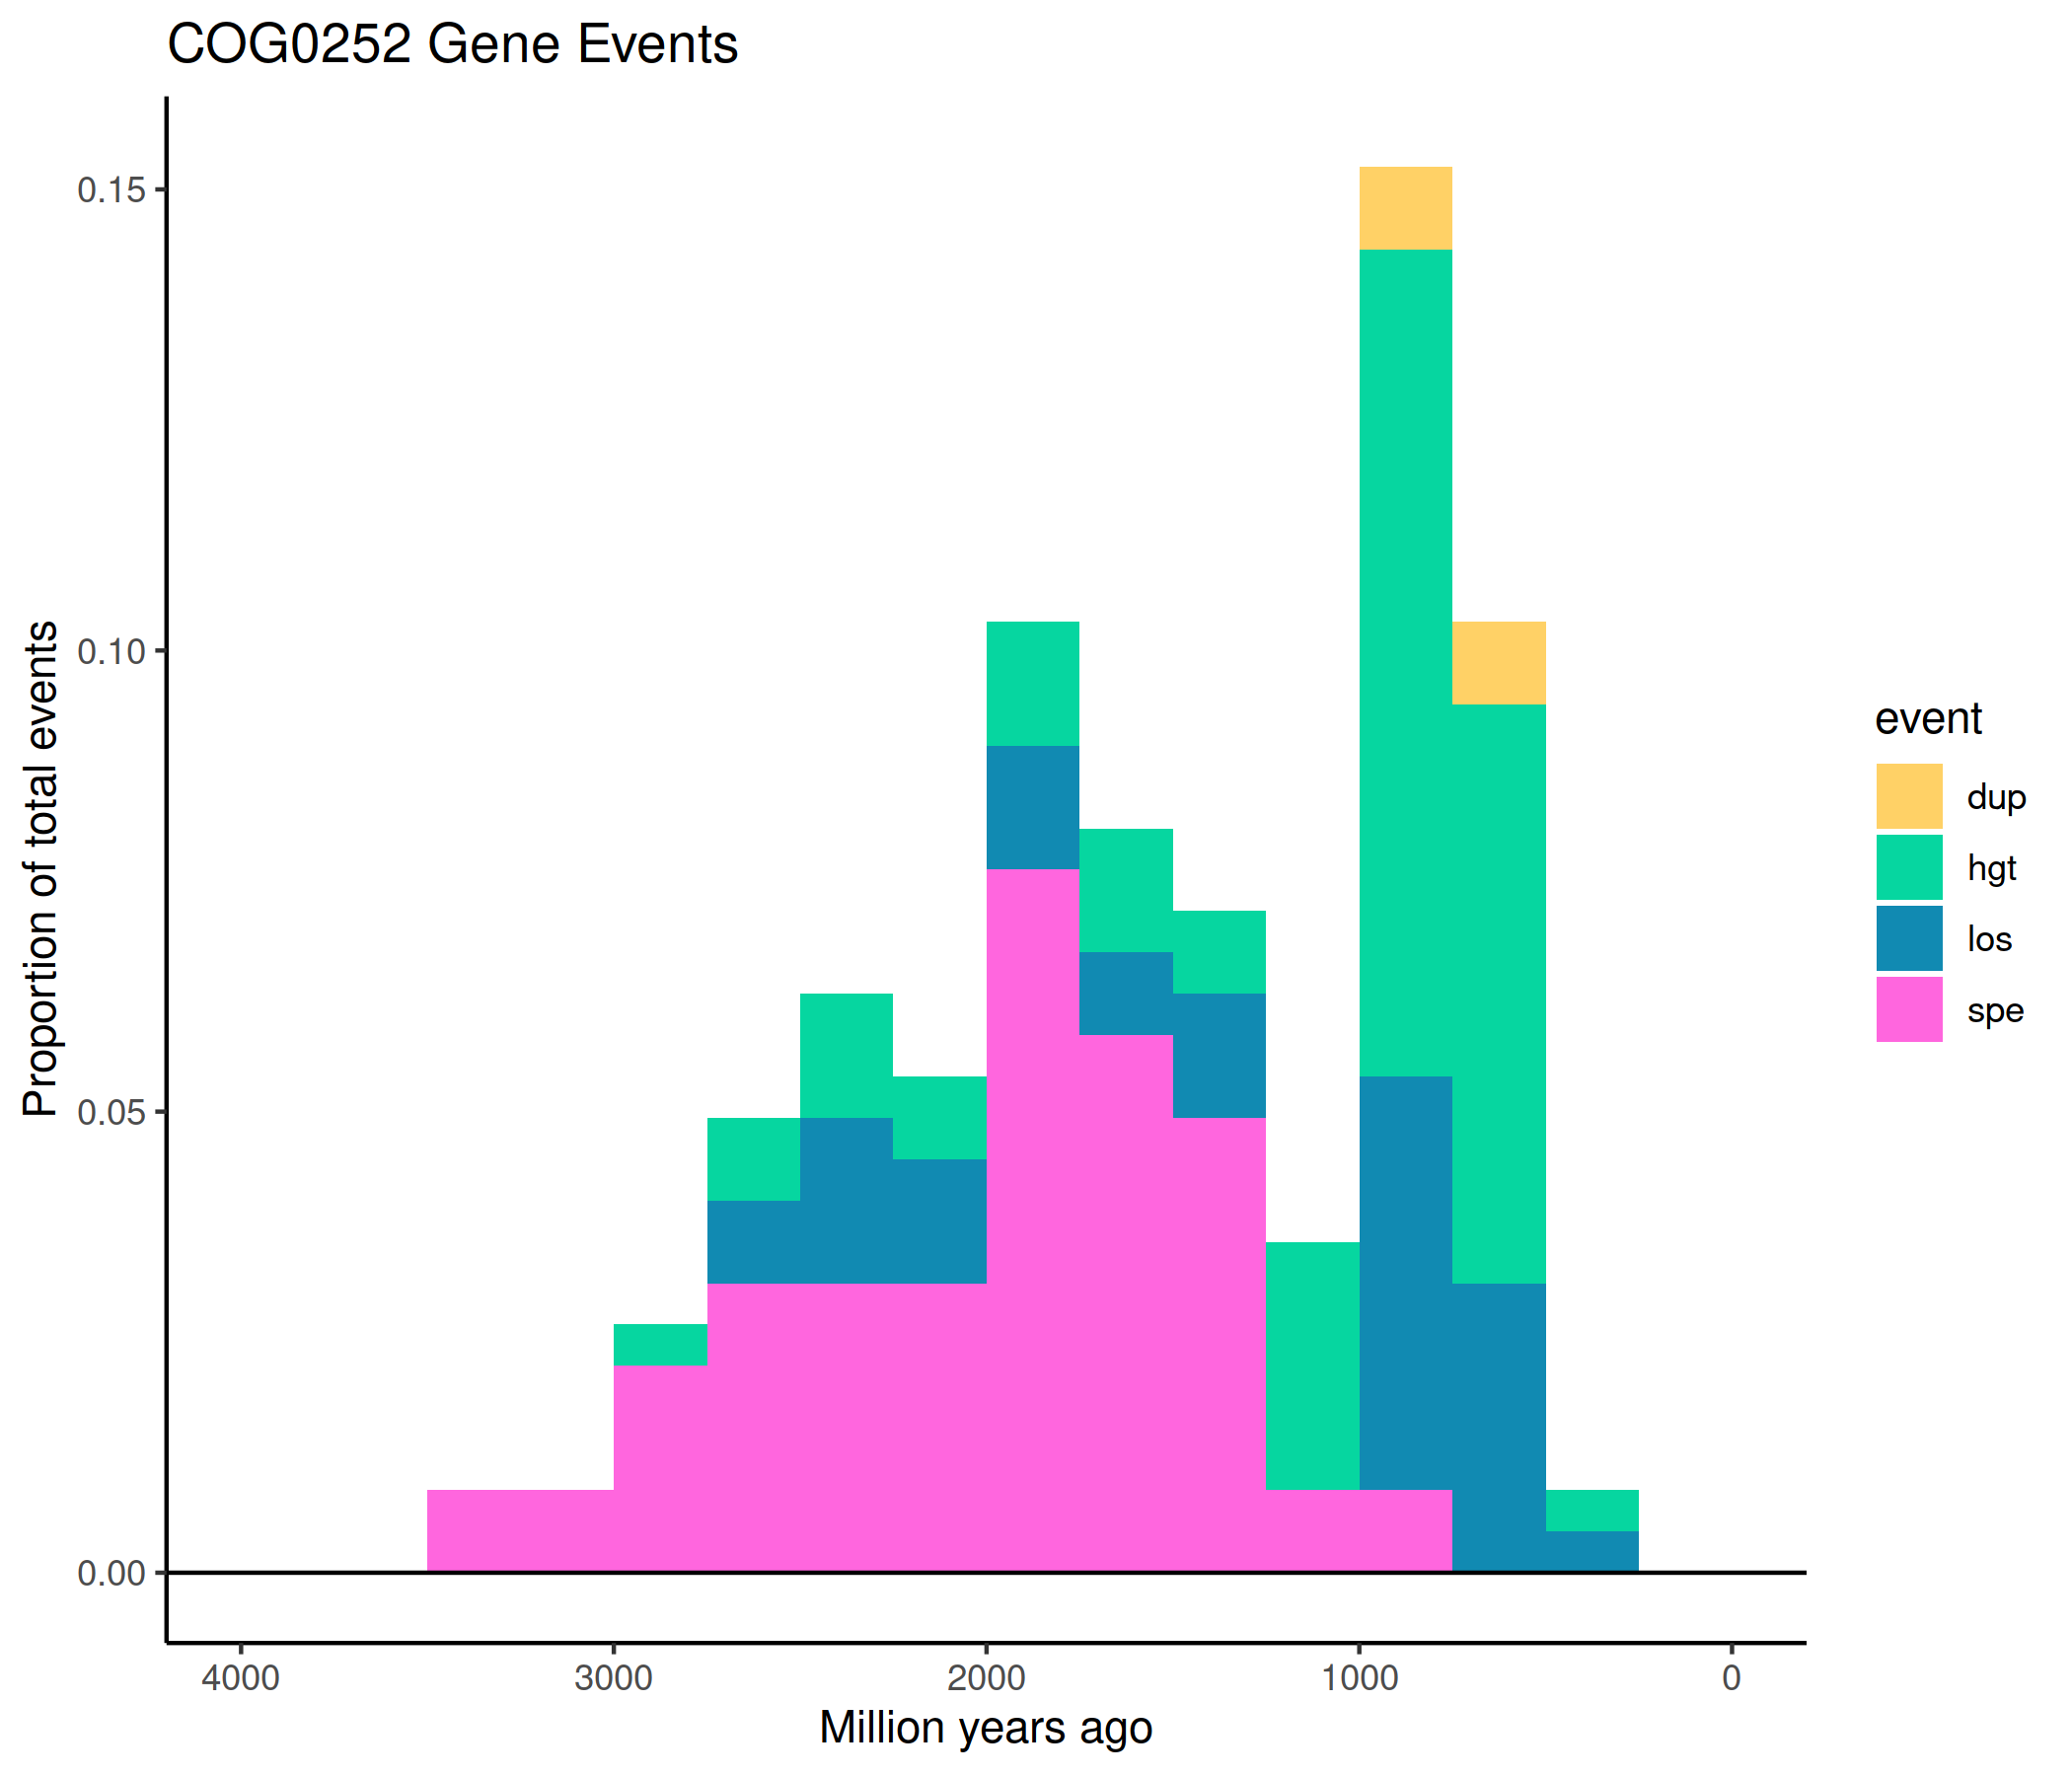 COG0252 Gene Events
Proportion of total events
0.15
0.10
0.05
0.00
4000 3000 2000 1000 0
Million years ago
event
dup
hgt
los
spe